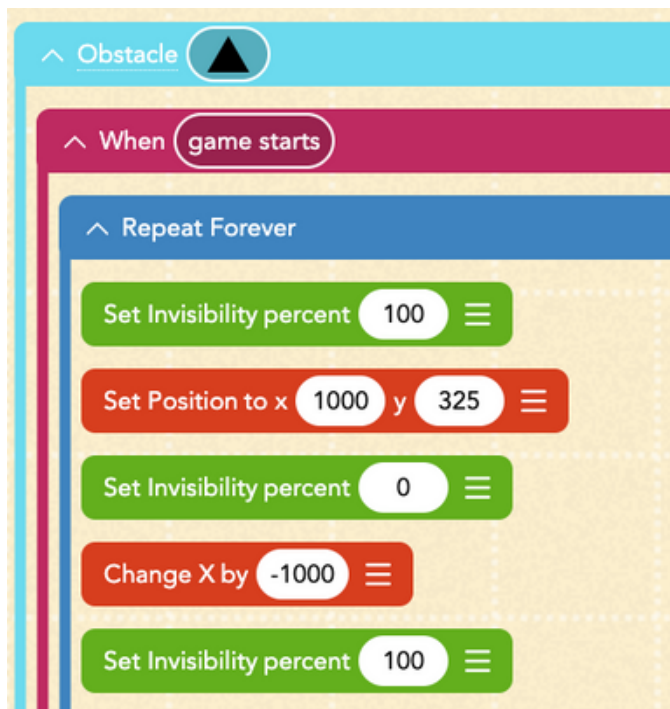 Obstacle
When game starts
Repeat Forever
Set Invisibility percent 100
Set Position to x 1000 y 325
Set Invisibility percent 0
Change X by -1000
Set Invisibility percent 100